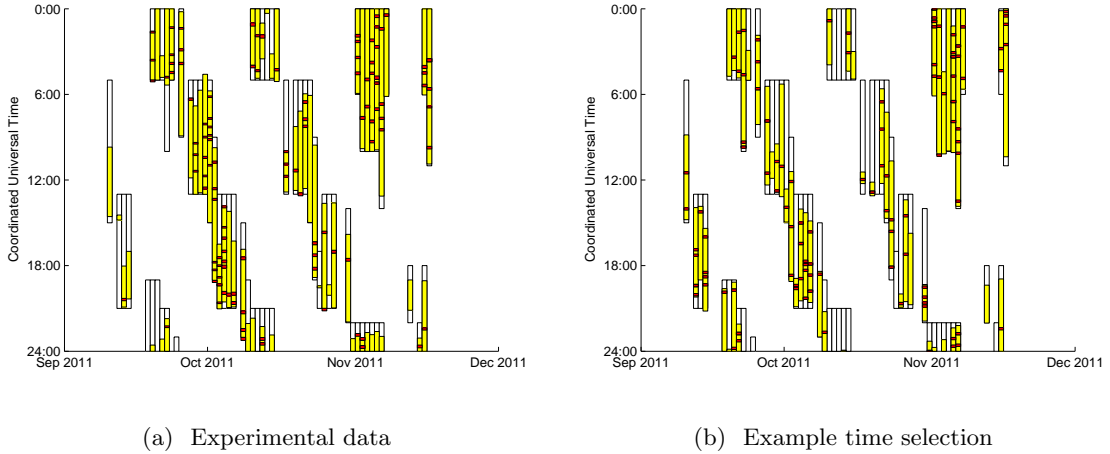 0:00
6:00
12:00
18:00
24:00
Coordinated Universal Time
Sep 2011 Oct 2011 Nov 2011 Dec 2011
(a) Experimental data
0:00
6:00
12:00
18:00
24:00
Coordinated Universal Time
Sep 2011 Oct 2011 Nov 2011 Dec 2011
(b) Example time selection